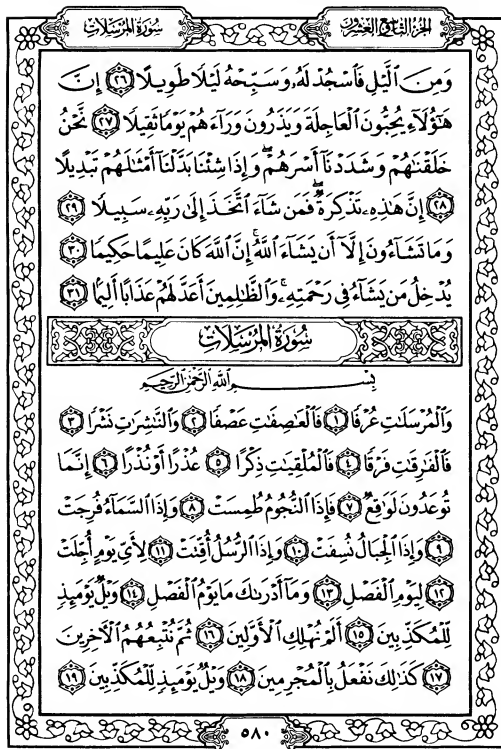 الجزء التاسع والعشرون
سُورَةُ المُرْسَلَات
وَمِنَ ٱلَّيۡلِ فَٱسۡجُدۡ لَهُۥ وَسَبِّحۡهُ لَيۡلًا طَوِيلًا ٢٦ إِنَّ
هَٰٓؤُلَآءِ يُحِبُّونَ ٱلۡعَاجِلَةَ وَيَذَرُونَ وَرَآءَهُمۡ يَوۡمًا ثَقِيلًا ٢٧ نَّحۡنُ
خَلَقۡنَٰهُمۡ وَشَدَدۡنَآ أَسۡرَهُمۡۖ وَإِذَا شِئۡنَا بَدَّلۡنَآ أَمۡثَٰلَهُمۡ تَبۡدِيلًا
٢٨ إِنَّ هَٰذِهِۦ تَذۡكِرَةٞۖ فَمَن شَآءَ ٱتَّخَذَ إِلَىٰ رَبِّهِۦ سَبِيلًا ٢٩
وَمَا تَشَآءُونَ إِلَّآ أَن يَشَآءَ ٱللَّهُۚ إِنَّ ٱللَّهَ كَانَ عَلِيمًا حَكِيمًا ٣٠
يُدۡخِلُ مَن يَشَآءُ فِي رَحۡمَتِهِۦۚ وَٱلظَّٰلِمِينَ أَعَدَّ لَهُمۡ عَذَابًا أَلِيمَۢا ٣١
سُورَةُ المُرْسَلَات
بِسۡمِ ٱللَّهِ ٱلرَّحۡمَٰنِ ٱلرَّحِيمِ
وَٱلۡمُرۡسَلَٰتِ عُرۡفٗا ١ فَٱلۡعَٰصِفَٰتِ عَصۡفٗا ٢ وَٱلنَّٰشِرَٰتِ نَشۡرٗا ٣
فَٱلۡفَٰرِقَٰتِ فَرۡقٗا ٤ فَٱلۡمُلۡقِيَٰتِ ذِكۡرًا ٥ عُذۡرًا أَوۡ نُذۡرًا ٦ إِنَّمَا
تُوعَدُونَ لَوَٰقِعٞ ٧ فَإِذَا ٱلنُّجُومُ طُمِسَتۡ ٨ وَإِذَا ٱلسَّمَآءُ فُرِجَتۡ
٩ وَإِذَا ٱلۡجِبَالُ نُسِفَتۡ ١٠ وَإِذَا ٱلرُّسُلُ أُقِّتَتۡ ١١ لِأَيِّ يَوۡمٍ أُجِّلَتۡ
١٢ لِيَوۡمِ ٱلۡفَصۡلِ ١٣ وَمَآ أَدۡرَىٰكَ مَا يَوۡمُ ٱلۡفَصۡلِ ١٤ وَيۡلٞ يَوۡمَئِذٖ
لِّلۡمُكَذِّبِينَ ١٥ أَلَمۡ نُهۡلِكِ ٱلۡأَوَّلِينَ ١٦ ثُمَّ نُتۡبِعُهُمُ ٱلۡأٓخِرِينَ
١٧ كَذَٰلِكَ نَفۡعَلُ بِٱلۡمُجۡرِمِينَ ١٨ وَيۡلٞ يَوۡمَئِذٖ لِّلۡمُكَذِّبِينَ ١٩
٥٨٠